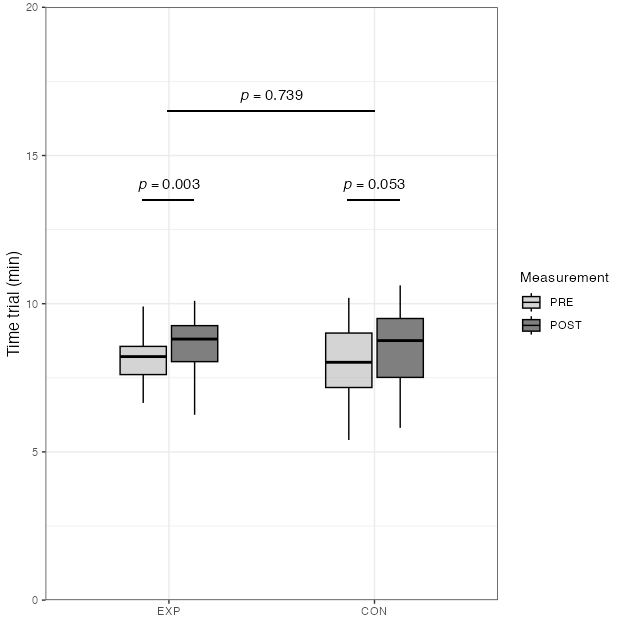 20
p = 0.739
15
p = 0.003
p = 0.053
Time trial (min)
10
Measurement
PRE
POST
5
0
EXP
CON